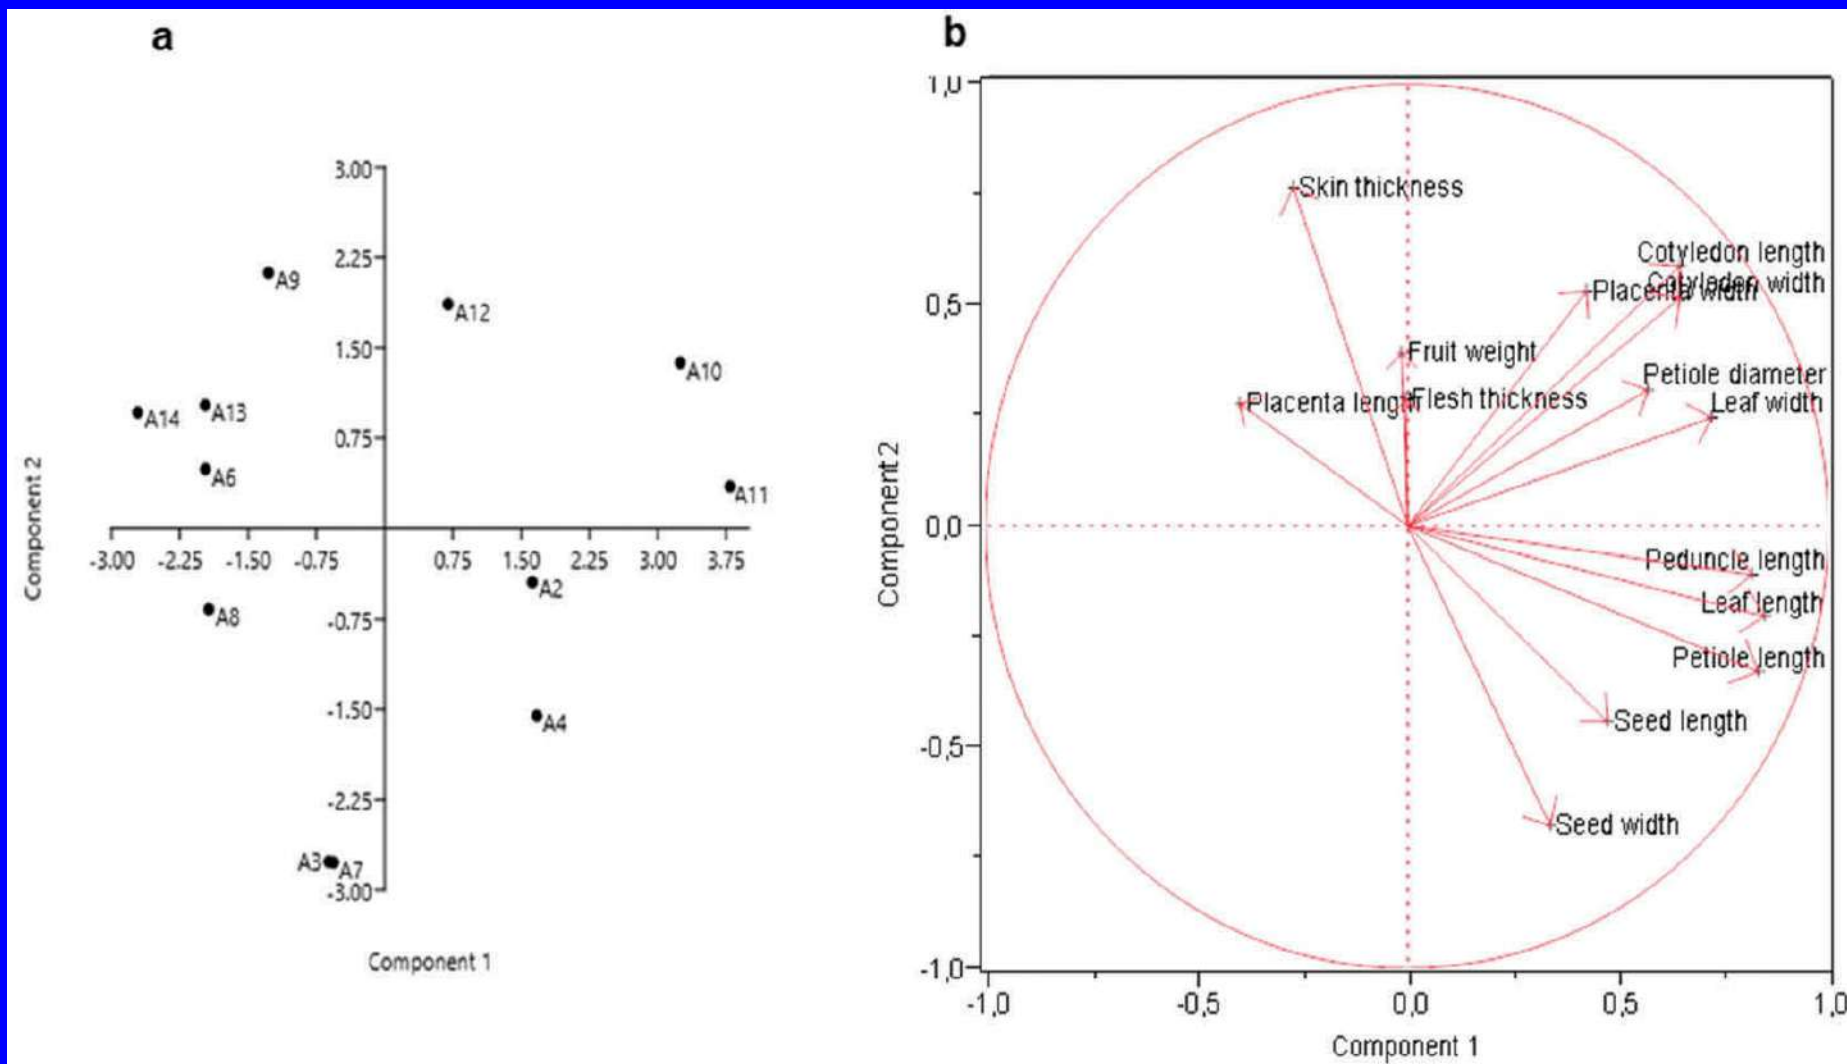 a
3.00
2.25
A9
A12
1.50
A10
A14
A13
0.75
A6
A11
Component 2
-3.00 -2.25 -1.50 -0.75 0.75 1.50 2.25 3.00 3.75
A2
-0.75
A8
-1.50
A4
-2.25
A3 A7
-3.00
Component 1
b
1,0
Skin thickness
Cotyledon length
Cotyledon width
Placenta width
0,5
Fruit weight
Petiole diameter
Placenta length
Flesh thickness
Leaf width
Component 2
0,0
Peduncle length
Leaf length
Petiole length
Seed length
-0,5
Seed width
-1,0
-1,0 -0,5 0,0 0,5 1,0
Component 1